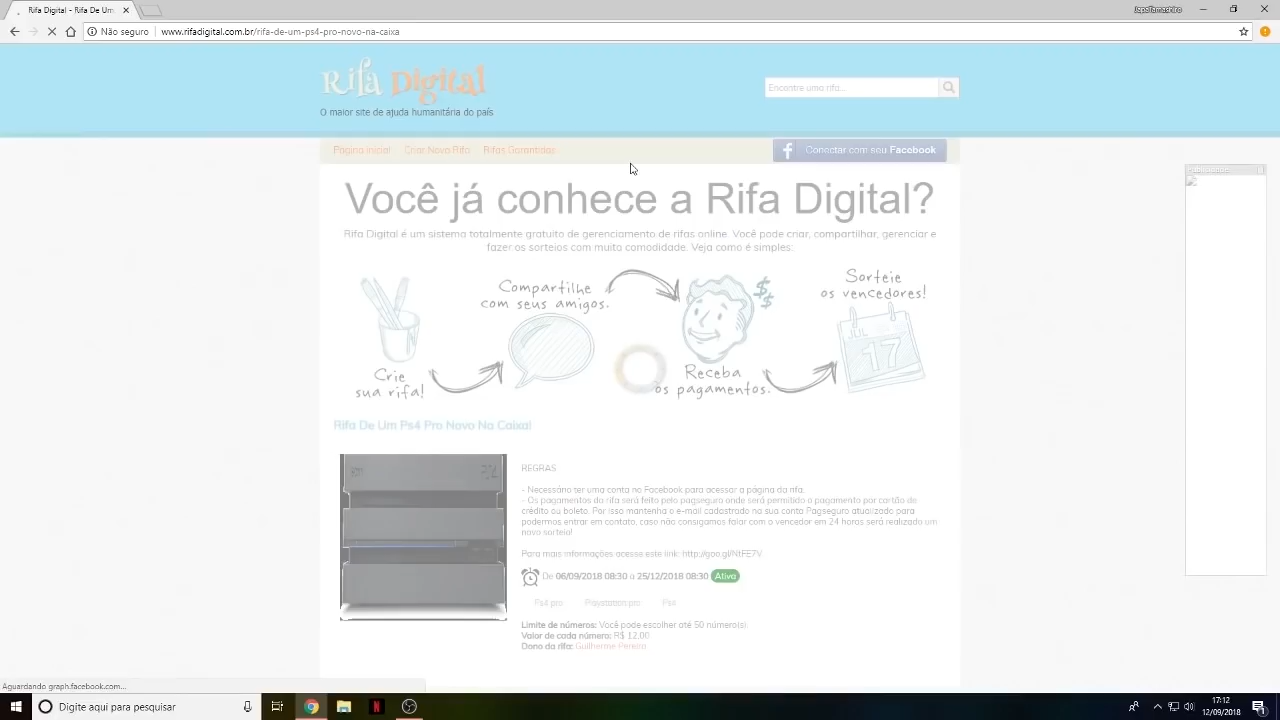 Rifa Digital - Rifa De Um
JapaTamashiro
Não seguro
www.rifadigital.com.br/rifa-de-um-ps4-pro-novo-na-caixa
Rifa Digital
O maior site de ajuda humanitária do país
Encontre uma rifa...
Página Inicial
Criar Nova Rifa
Rifas Garantidas
Conectar com seu Facebook
Você já conhece a Rifa Digital?
Rifa Digital é um sistema totalmente gratuito de gerenciamento de rifas online. Você pode criar, compartilhar, gerenciar e
fazer os sorteios com muita comodidade. Veja como é simples:
Crie
sua rifa!
Compartilhe
com seus amigos.
$$
Receba
os pagamentos.
Sorteie
os vencedores!
JUL
17
Rifa De Um Ps4 Pro Novo Na Caixa!
REGRAS
- Necessário ter uma conta no Facebook para acessar a página da rifa.
- Os pagamentos da rifa será feito pelo pagseguro onde será permitido o pagamento por cartão de
crédito ou boleto. Por isso mantenha o e-mail cadastrado na sua conta Pagseguro atualizado para
podermos entrar em contato, caso não consigamos falar com o vencedor em 24 horas será realizado um
novo sorteio!
Para mais informações acesse este link: http://goo.gl/NtFE7V
De 06/09/2018 08:30 a 25/12/2018 08:30 Ativa
Ps4 pro
Playstation pro
Ps4
Limite de números: Você pode escolher até 50 número(s)
Valor de cada número: R$ 12,00
Dono da rifa: Guilherme Pereira
Aguardando graph.facebook.com...
Digite aqui para pesquisar
17:12
12/09/2018